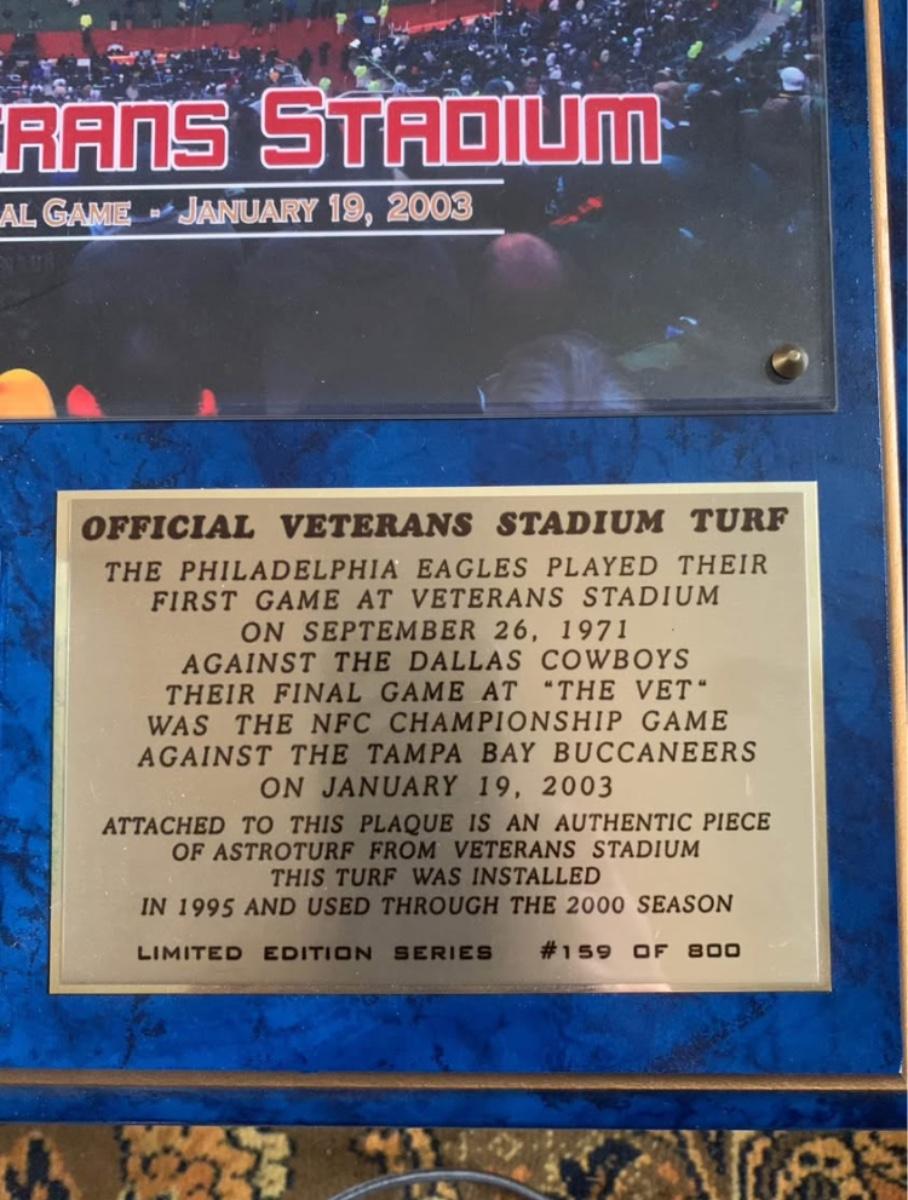 RANS STADIUM
AL GAME - JANUARY 19, 2003
OFFICIAL VETERANS STADIUM TURF
THE PHILADELPHIA EAGLES PLAYED THEIR
FIRST GAME AT VETERANS STADIUM
ON SEPTEMBER 26, 1971
AGAINST THE DALLAS COWBOYS
THEIR FINAL GAME AT "THE VET"
WAS THE NFC CHAMPIONSHIP GAME
AGAINST THE TAMPA BAY BUCCANEERS
ON JANUARY 19, 2003
ATTACHED TO THIS PLAQUE IS AN AUTHENTIC PIECE
OF ASTROTURF FROM VETERANS STADIUM
THIS TURF WAS INSTALLED
IN 1995 AND USED THROUGH THE 2000 SEASON
LIMITED EDITION SERIES #159 OF 800